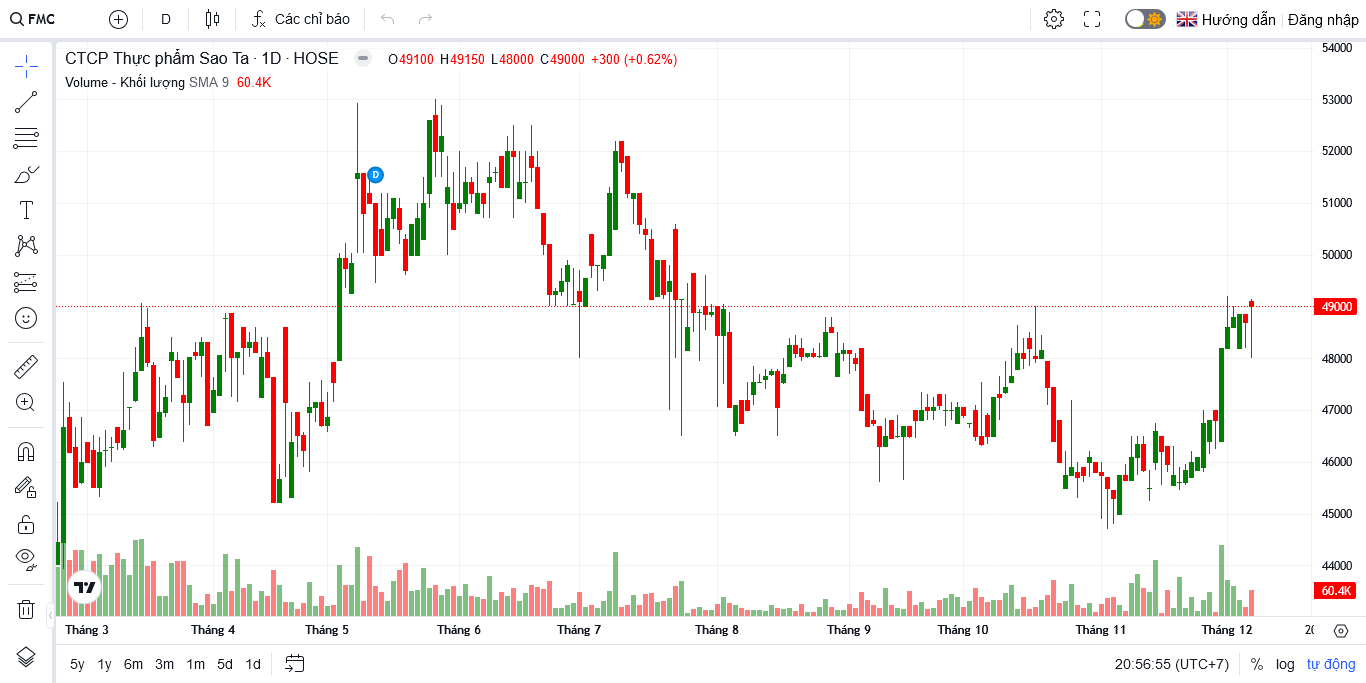 FMC D Các chỉ báo Hướng dẫn Đăng nhập
CTCP Thực phẩm Sao Ta · 1D · HOSE O49100 H49150 L48000 C49000 +300 (+0.62%)
Volume - Khối lượng SMA 9 60.4K
D
54000
53000
52000
51000
50000
49000
48000
47000
46000
45000
44000
60.4K
Tháng 3 Tháng 4 Tháng 5 Tháng 6 Tháng 7 Tháng 8 Tháng 9 Tháng 10 Tháng 11 Tháng 12
5y 1y 6m 3m 1m 5d 1d 20:56:55 (UTC+7) % log tự động